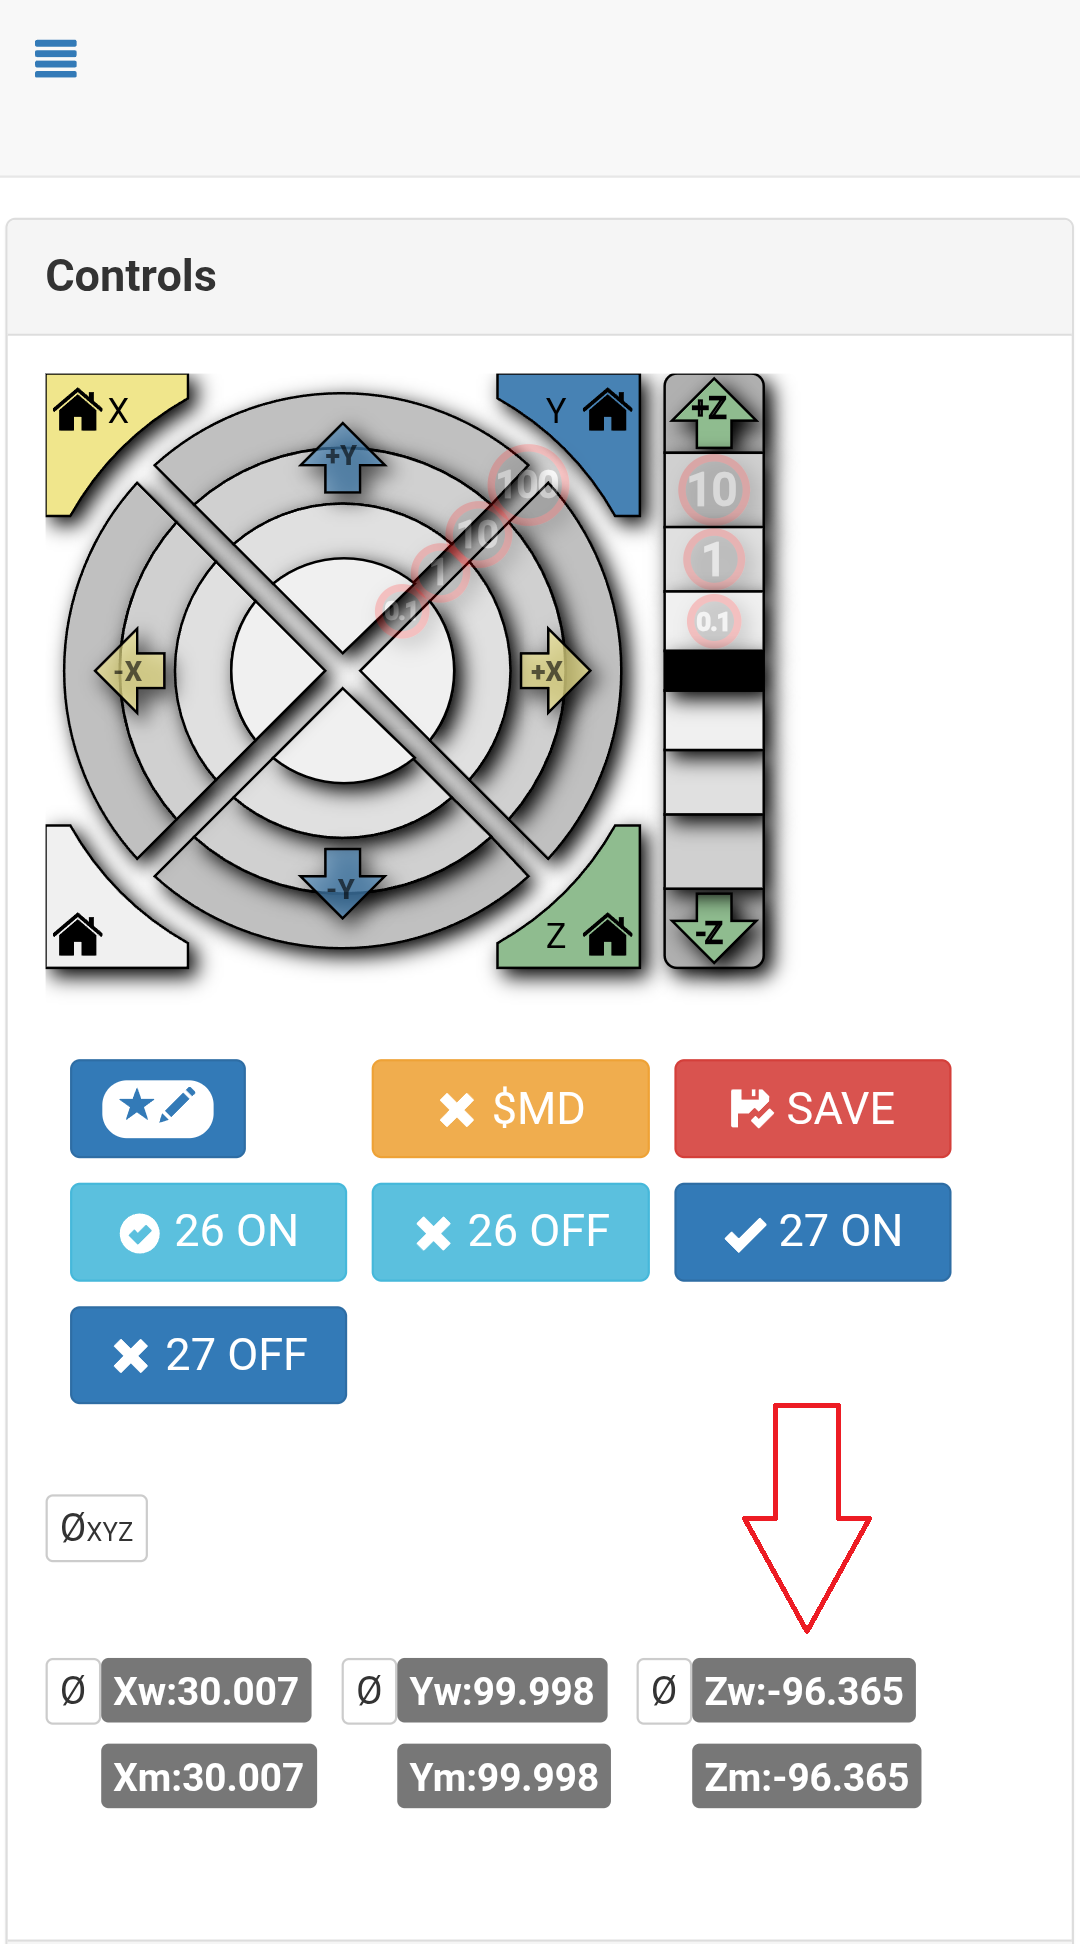 Controls
X
Y
+Z
+Y
100
10
10
1
1
0.1
0.1
-X
+X
-Y
Z
-Z
$MD
SAVE
26 ON
26 OFF
27 ON
27 OFF
ØXYZ
Ø Xw:30.007 Ø Yw:99.998 Ø Zw:-96.365
Xm:30.007 Ym:99.998 Zm:-96.365